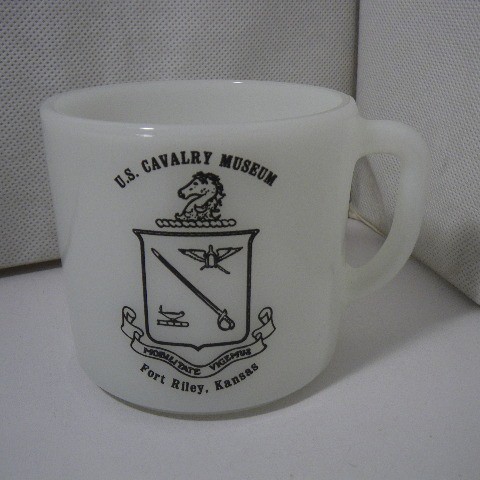 U.S. CAVALRY MUSEUM
MOBILITATE VIGEMUS
Fort Riley, Kansas